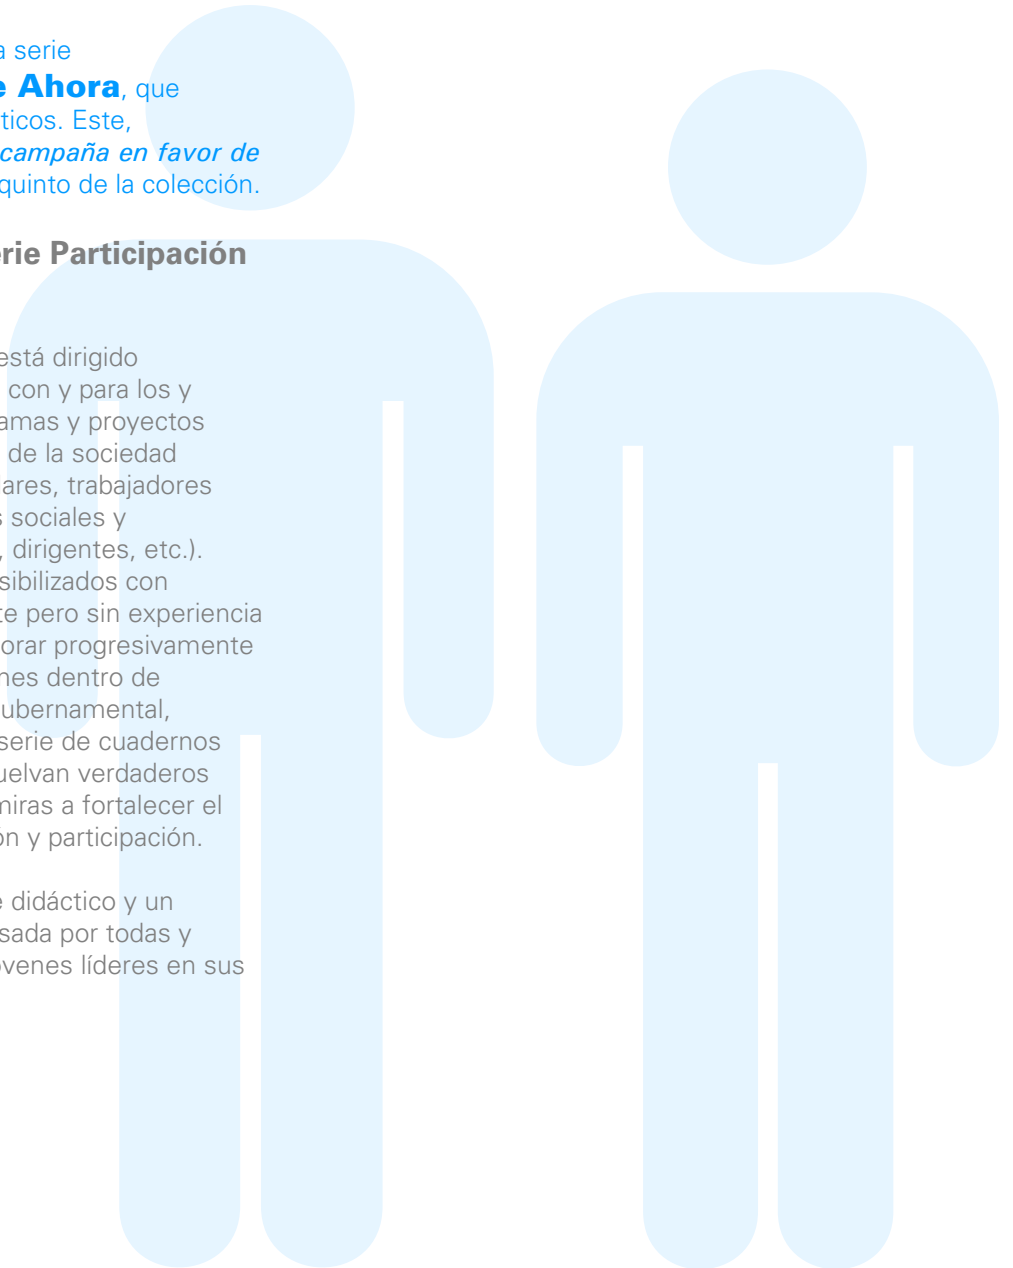 a serie
e Ahora, que
ticos. Este,
campaña en favor de
quinto de la colección.
erie Participación
está dirigido
con y para los y
amas y proyectos
de la sociedad
ares, trabajadores
s sociales y
, dirigentes, etc.).
sibilizados con
te pero sin experiencia
orar progresivamente
nes dentro de
ubernamental,
serie de cuadernos
uelvan verdaderos
miras a fortalecer el
ón y participación.
e didáctico y un
sada por todas y
óvenes líderes en sus